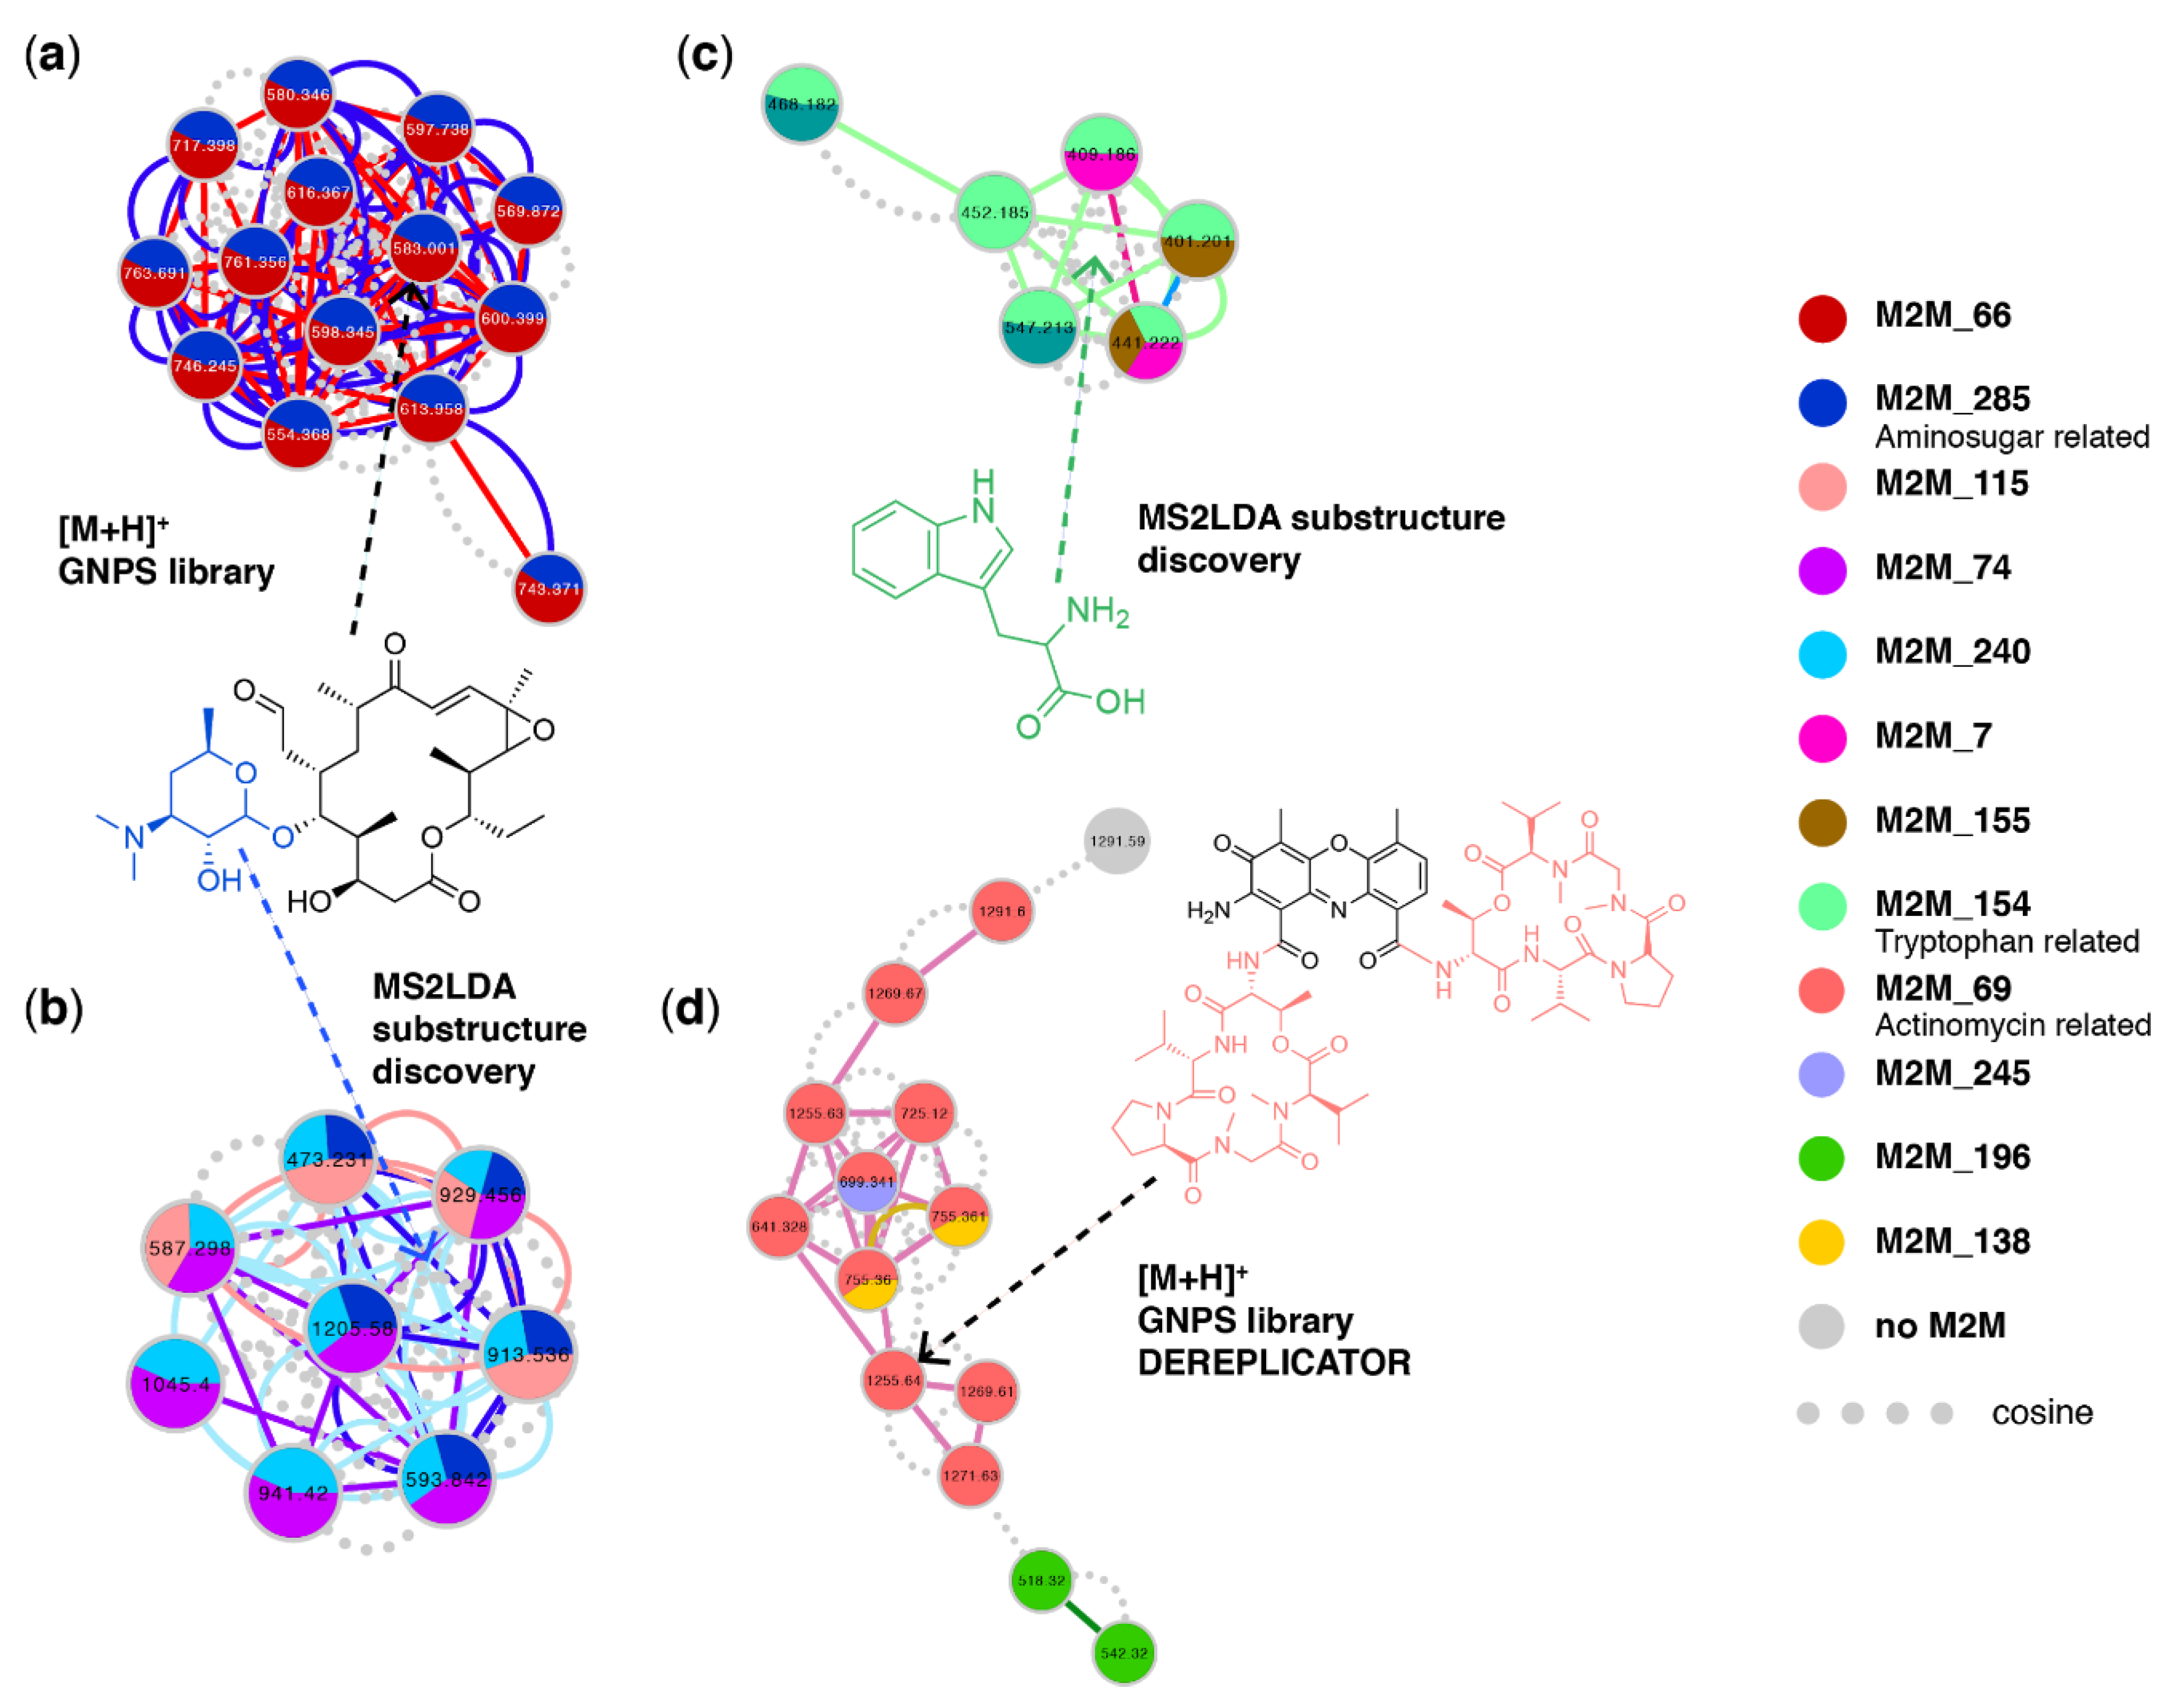 (a)
580.346
597.738
717.398
616.367
569.872
583.001
761.356
763.691
600.399
598.345
746.245
613.958
554.368
743.371
[M+H]+
GNPS library
O
O
O
O
N
OH
O
HO
O
O
MS2LDA
substructure
discovery
(b)
473.231
929.456
587.298
1205.58
913.536
1045.4
593.842
941.42
(c)
468.182
409.186
452.185
401.201
547.213
441.222
H
N
NH2
OH
O
MS2LDA substructure
discovery
(d)
1291.59
1291.6
1269.67
1255.63
725.12
699.341
641.328
755.361
755.36
1255.64
1269.61
1271.63
518.32
542.32
O
O
H2N
N
O
O
HN
N
H
O
H
N
O
N
O
O
O
N
O
N
O
O
NH
O
O
O
N
N
N
O
O
[M+H]+
GNPS library
DEREPLICATOR
M2M_66
M2M_285
Aminosugar related
M2M_115
M2M_74
M2M_240
M2M_7
M2M_155
M2M_154
Tryptophan related
M2M_69
Actinomycin related
M2M_245
M2M_196
M2M_138
no M2M
cosine